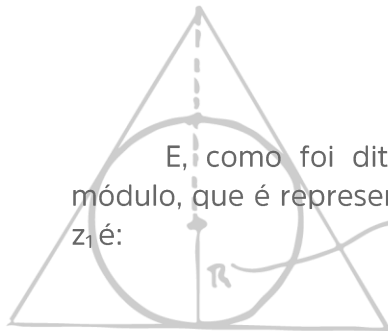 E, como foi dit
módulo, que é represen
z₁ é:
R